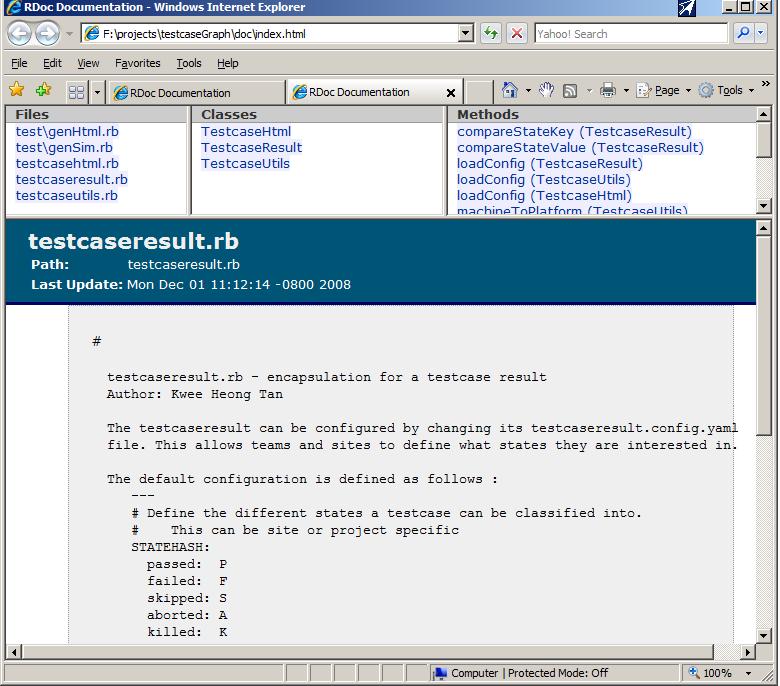 RDoc Documentation - Windows Internet Explorer
F:\projects\testcaseGraph\doc\index.html
Yahoo! Search
File Edit View Favorites Tools Help
RDoc Documentation
RDoc Documentation
Page
Tools
Files
test\genHtml.rb
test\genSim.rb
testcasehtml.rb
testcaseresult.rb
testcaseutils.rb
Classes
TestcaseHtml
TestcaseResult
TestcaseUtils
Methods
compareStateKey (TestcaseResult)
compareStateValue (TestcaseResult)
loadConfig (TestcaseResult)
loadConfig (TestcaseUtils)
loadConfig (TestcaseHtml)
machineToPlatform (TestcaseUtils)
testcaseresult.rb
Path: testcaseresult.rb
Last Update: Mon Dec 01 11:12:14 -0800 2008
#
testcaseresult.rb - encapsulation for a testcase result
Author: Kwee Heong Tan
The testcaseresult can be configured by changing its testcaseresult.config.yaml
file. This allows teams and sites to define what states they are interested in.
The default configuration is defined as follows :
---
# Define the different states a testcase can be classified into.
#    This can be site or project specific
STATEHASH:
passed:  P
failed:  F
skipped: S
aborted: A
killed:  K
Computer | Protected Mode: Off
100%